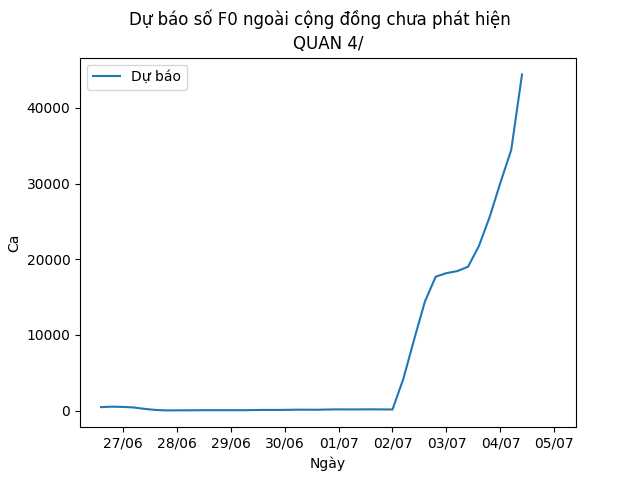 Dự báo số F0 ngoài cộng đồng chưa phát hiện
QUAN 4/
Dự báo
40000
30000
20000
10000
0
Ca
27/06 28/06 29/06 30/06 01/07 02/07 03/07 04/07 05/07
Ngày